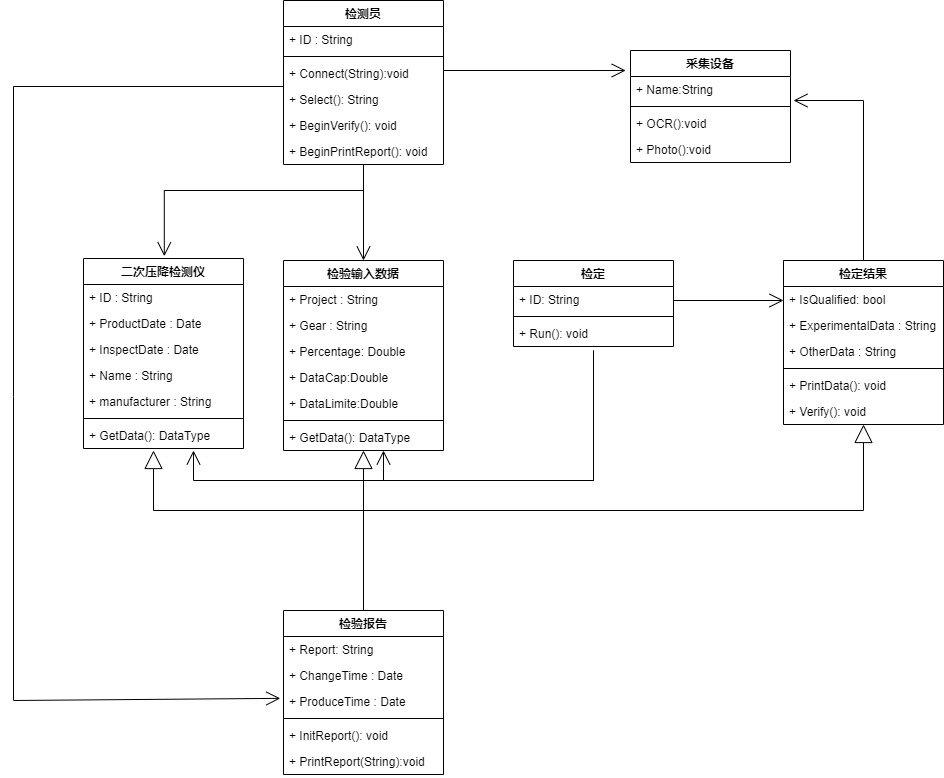 检测员
+ ID : String
+ Connect(String):void
+ Select(): String
+ BeginVerify(): void
+ BeginPrintReport(): void
采集设备
+ Name:String
+ OCR():void
+ Photo():void
二次压降检测仪
+ ID : String
+ ProductDate : Date
+ InspectDate : Date
+ Name : String
+ manufacturer : String
+ GetData(): DataType
检验输入数据
+ Project : String
+ Gear : String
+ Percentage: Double
+ DataCap:Double
+ DataLimite:Double
+ GetData(): DataType
检定
+ ID: String
+ Run(): void
检定结果
+ IsQualified: bool
+ ExperimentalData : String
+ OtherData : String
+ PrintData(): void
+ Verify(): void
检验报告
+ Report: String
+ ChangeTime : Date
+ ProduceTime : Date
+ InitReport(): void
+ PrintReport(String):void